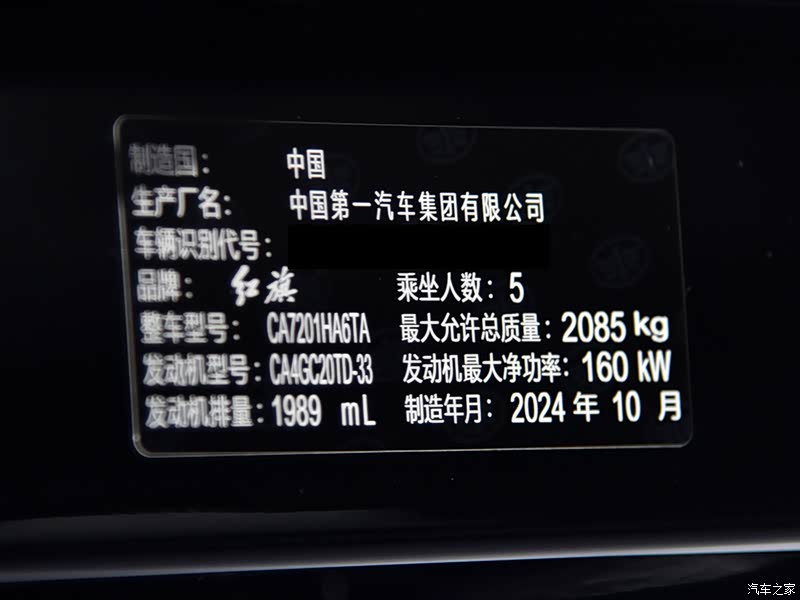 制造国： 中国
生产厂名： 中国第一汽车集团有限公司
车辆识别代号：
品牌： 红旗 乘坐人数：5
整车型号：CA7201HA6TA 最大允许总质量：2085 kg
发动机型号：CA4GC20TD-33 发动机最大净功率：160 kW
发动机排量：1989 mL 制造年月：2024 年 10 月
汽车之家